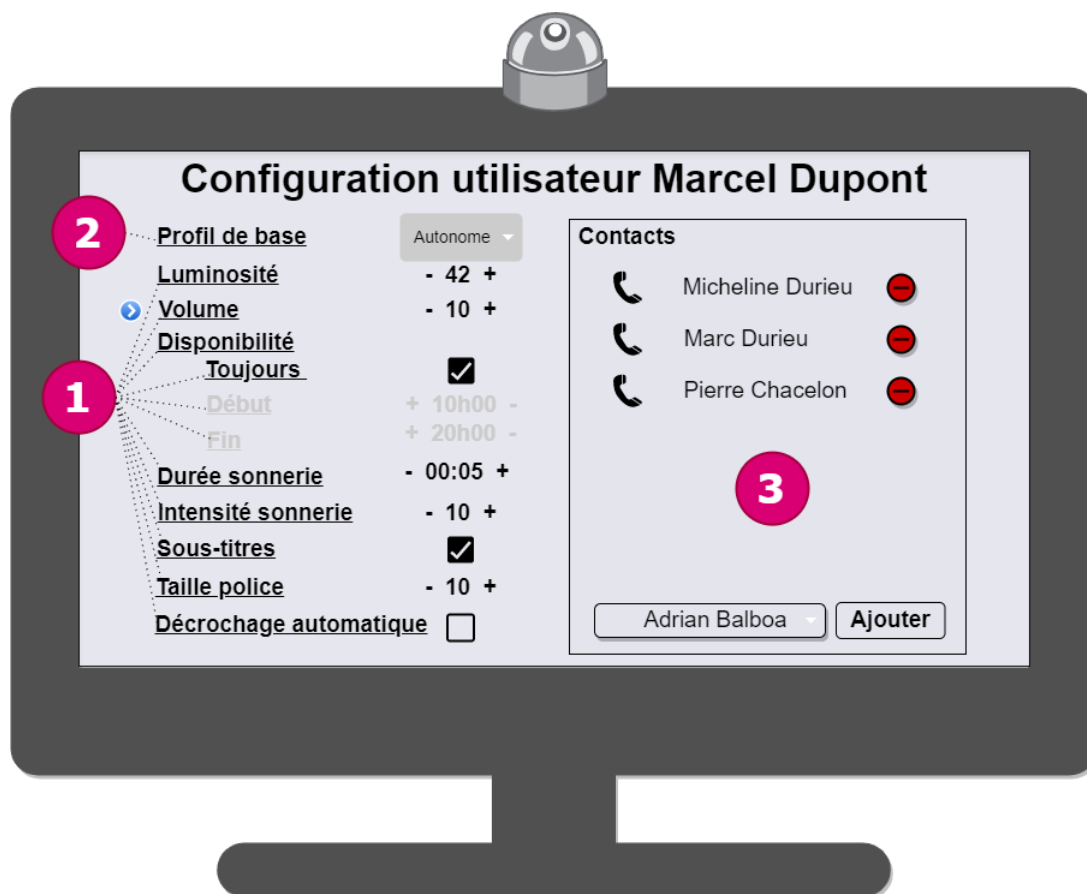 Configuration utilisateur Marcel Dupont
2
Profil de base Autonome
Luminosité - 42 +
Volume - 10 +
Disponibilité
Toujours
1
Début + 10h00 -
Fin + 20h00 -
Durée sonnerie - 00:05 +
Intensité sonnerie - 10 +
Sous-titres
Taille police - 10 +
Décrochage automatique
Contacts
Micheline Durieu
Marc Durieu
Pierre Chacelon
3
Adrian Balboa Ajouter